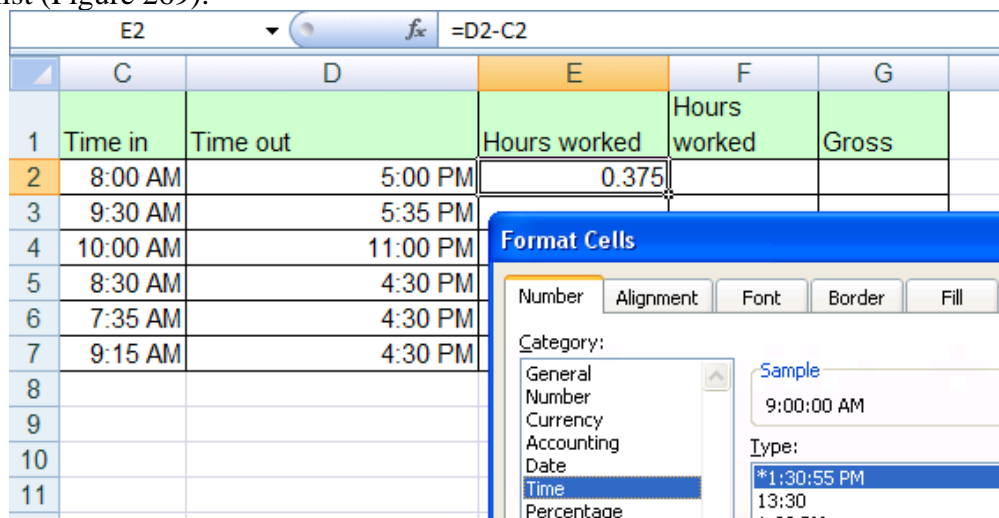 ist (Figure 289).
E2 fx =D2-C2
C D E F G
1 Time in Time out Hours worked Hours worked Gross
2 8:00 AM 5:00 PM 0.375
3 9:30 AM 5:35 PM
4 10:00 AM 11:00 PM
5 8:30 AM 4:30 PM
6 7:35 AM 4:30 PM
7 9:15 AM 4:30 PM
8
9
10
11
Format Cells
Number Alignment Font Border Fill
Category:
General
Number
Currency
Accounting
Date
Time
Percentage
Sample
9:00:00 AM
Type:
*1:30:55 PM
13:30